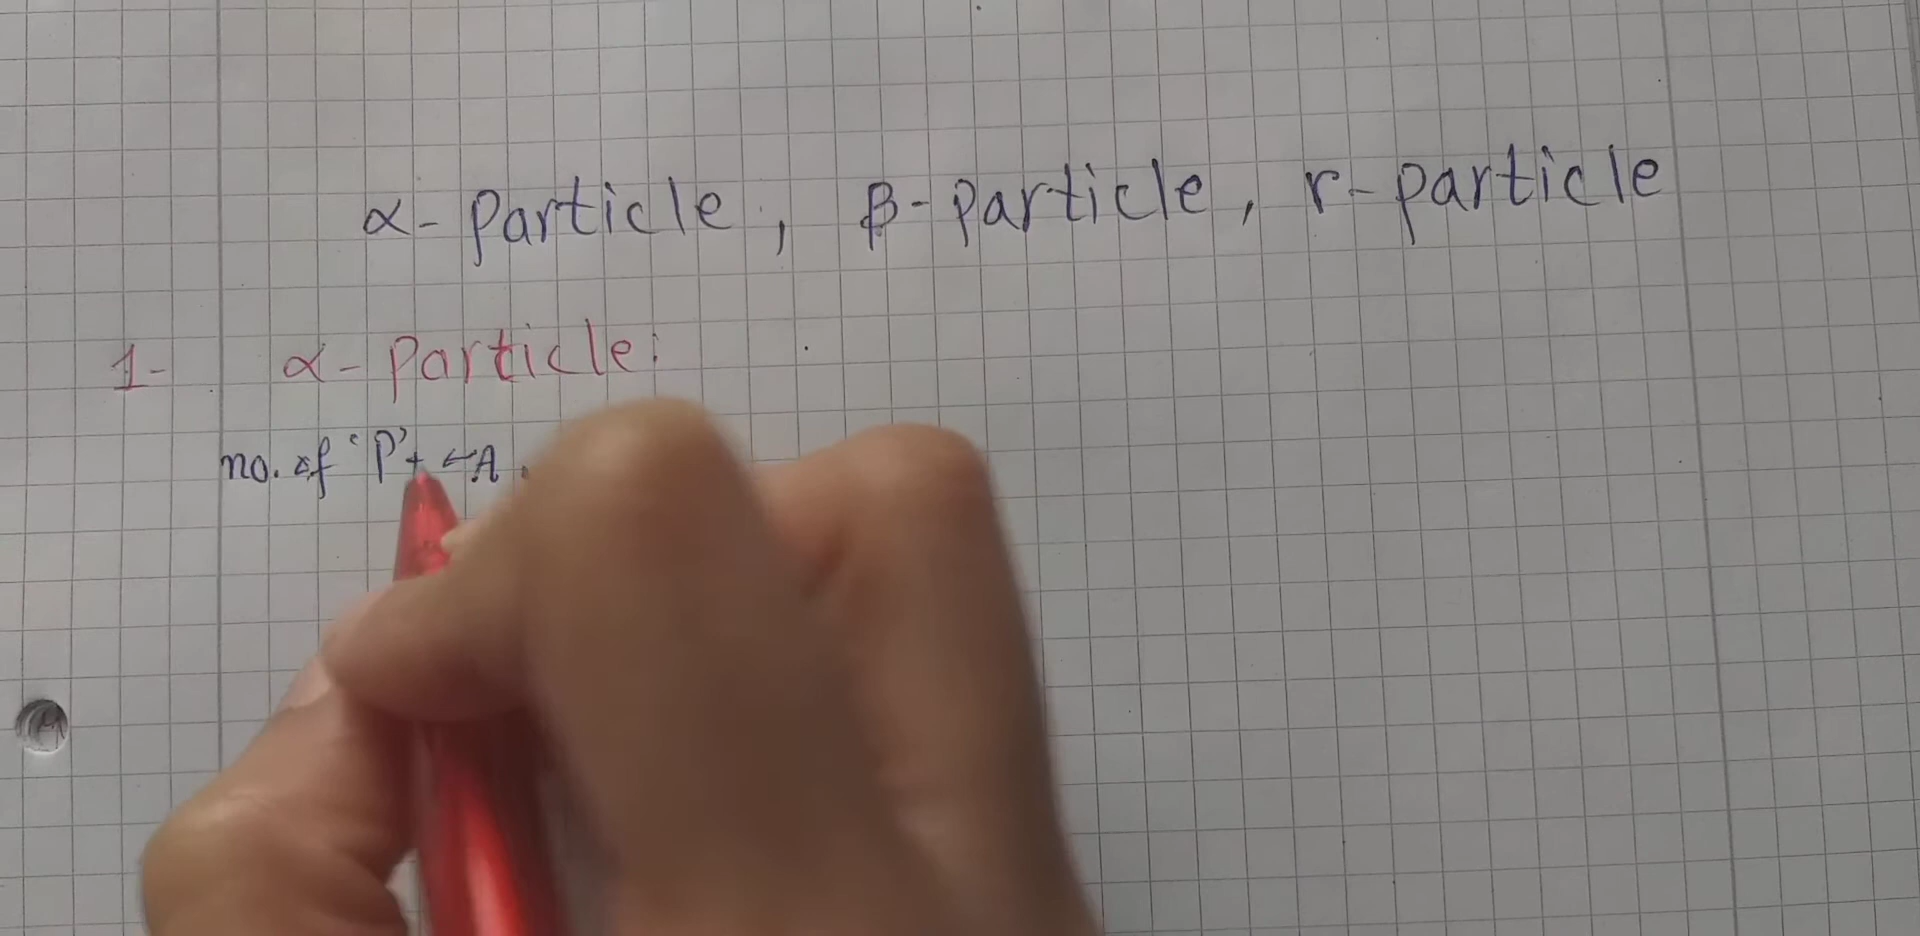 α- Particle, β-particle, r-particle
1- α- Particle:
no. of 'P'+ ←A